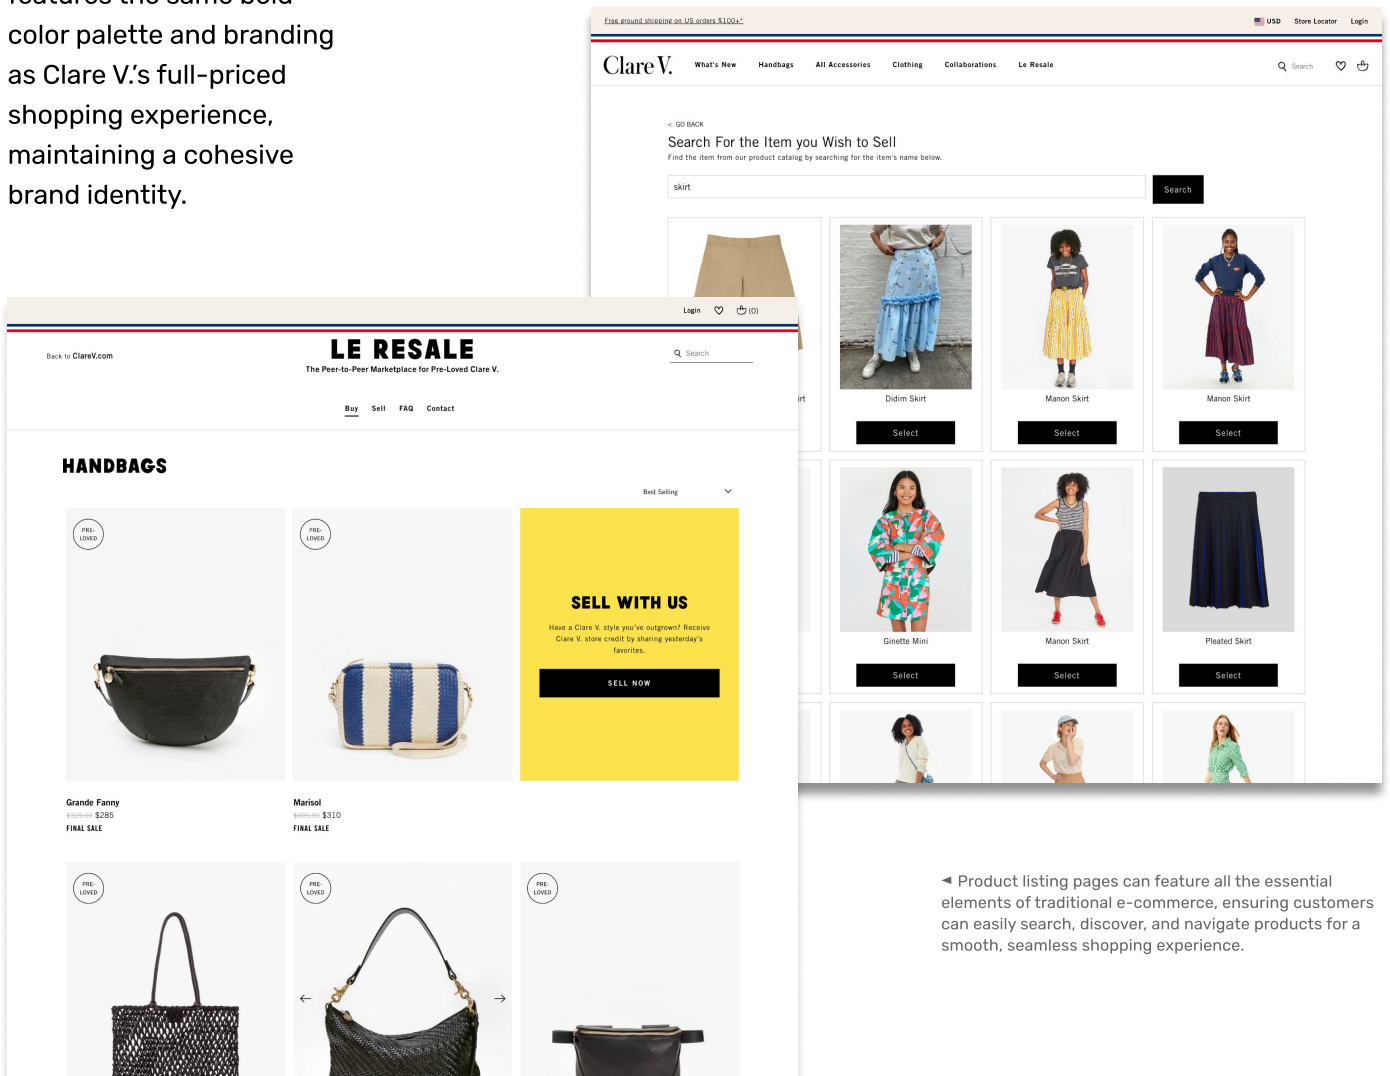 features the same bold
color palette and branding
as Clare V.'s full-priced
shopping experience,
maintaining a cohesive
brand identity.
Free ground shipping on US orders $100+*
USD Store Locator Login
Clare V. What's New Handbags All Accessories Clothing Collaborations Le Resale Search
< GO BACK
Search For the Item you Wish to Sell
Find the item from our product catalog by searching for the item's name below.
skirt Search
Didim Skirt Manon Skirt Manon Skirt
Select Select Select
Ginette Mini Manon Skirt Pleated Skirt
Select Select Select
Login (0)
Back to ClareV.com
LE RESALE
The Peer-to-Peer Marketplace for Pre-Loved Clare V.
Search
Buy Sell FAQ Contact
HANDBAGS
Best Selling
PRE-
LOVED
PRE-
LOVED
SELL WITH US
Have a Clare V. style you've outgrown? Receive
Clare V. store credit by sharing yesterday's
favorites.
SELL NOW
Grande Fanny
$325.00 $285
FINAL SALE
Marisol
$405.00 $310
FINAL SALE
PRE-
LOVED
PRE-
LOVED
PRE-
LOVED
◄ Product listing pages can feature all the essential
elements of traditional e-commerce, ensuring customers
can easily search, discover, and navigate products for a
smooth, seamless shopping experience.